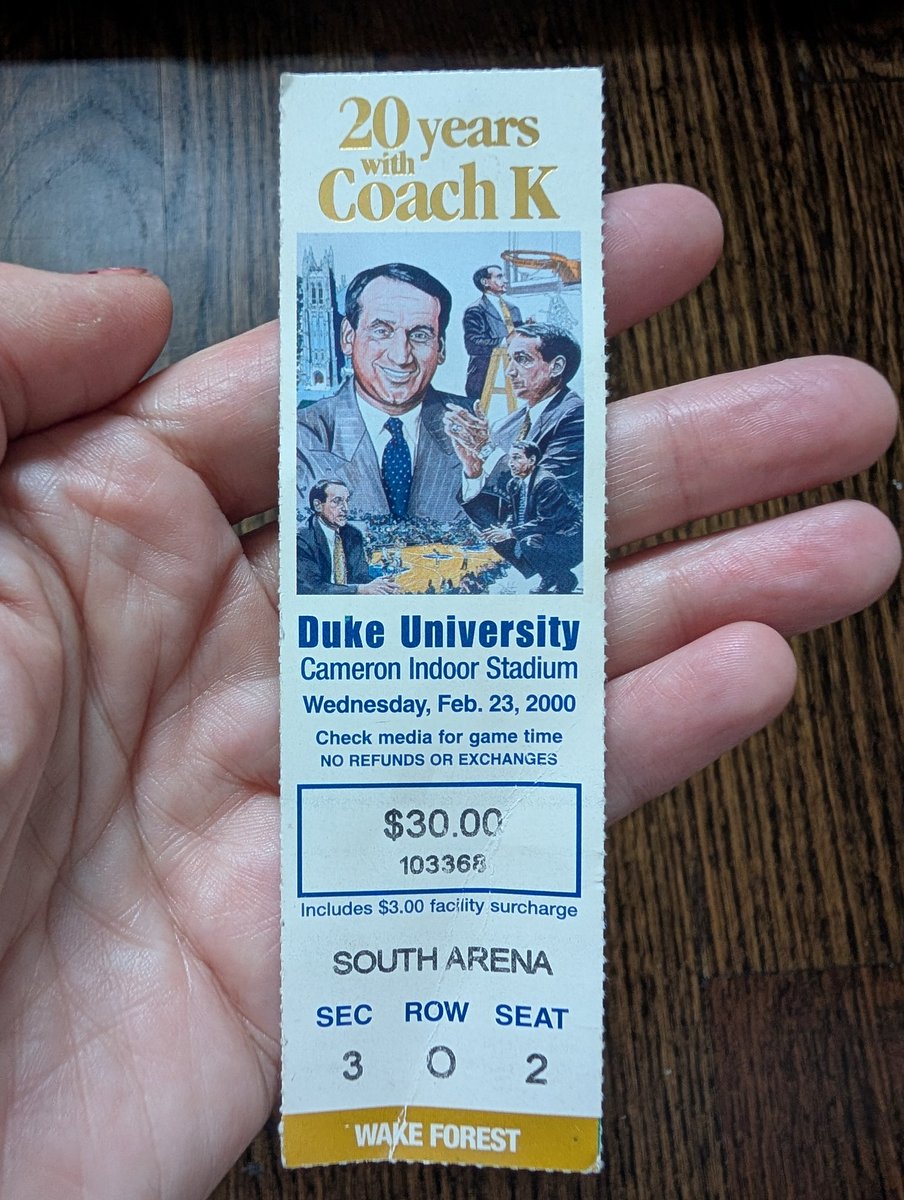 20 years
with
Coach K
Duke University
Cameron Indoor Stadium
Wednesday, Feb. 23, 2000
Check media for game time
NO REFUNDS OR EXCHANGES
$30.00
103368
Includes $3.00 facility surcharge
SOUTH ARENA
SEC ROW SEAT
3 O 2
WAKE FOREST